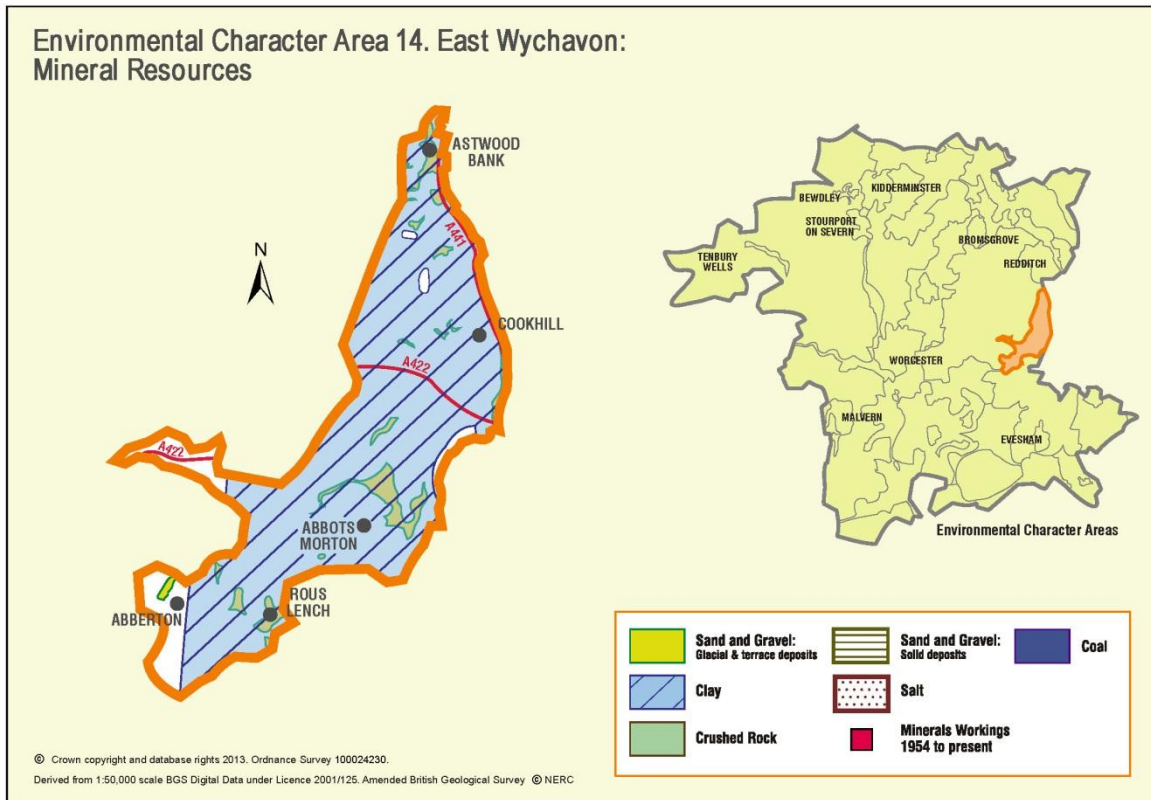 Environmental Character Area 14. East Wychavon:
Mineral Resources
ASTWOOD
BANK
A441
N
COOKHILL
A422
A422
ABBOTS
MORTON
ROUS
LENCH
ABBERTON
KIDDERMINSTER
BEWDLEY
STOURPORT
ON SEVERN
BROMSGROVE
TENBURY
WELLS
REDDITCH
WORCESTER
MALVERN
EVESHAM
Environmental Character Areas
Sand and Gravel:
Glacial & terrace deposits
Sand and Gravel:
Solid deposits
Coal
Clay
Salt
Crushed Rock
Minerals Workings
1954 to present
© Crown copyright and database rights 2013. Ordnance Survey 100024230.
Derived from 1:50,000 scale BGS Digital Data under Licence 2001/125. Amended British Geological Survey © NERC